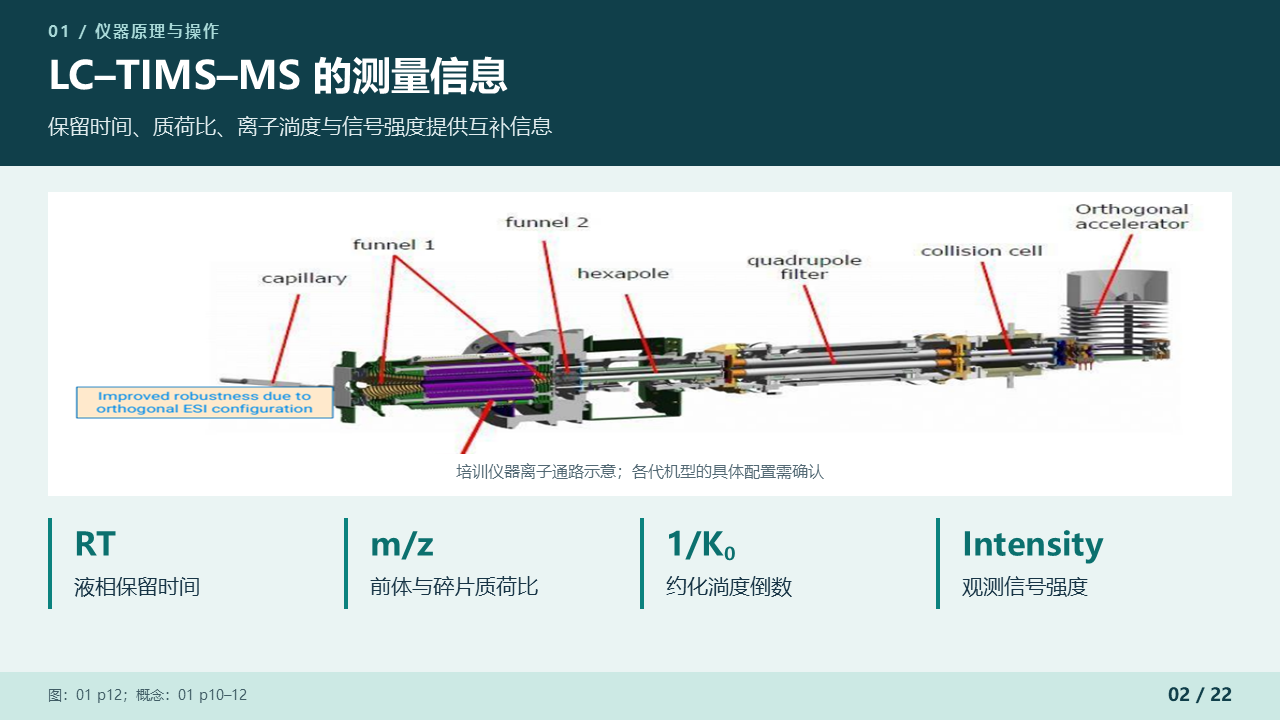 01 / 仪器原理与操作
LC–TIMS–MS 的测量信息
保留时间、质荷比、离子淌度与信号强度提供互补信息
Orthogonal
accelerator
funnel 2
funnel 1
collision cell
quadrupole
filter
hexapole
capillary
Improved robustness due to
orthogonal ESI configuration
培训仪器离子通路示意；各代机型的具体配置需确认
RT
液相保留时间
m/z
前体与碎片质荷比
1/K₀
约化淌度倒数
Intensity
观测信号强度
图：01 p12；概念：01 p10–12
02 / 22